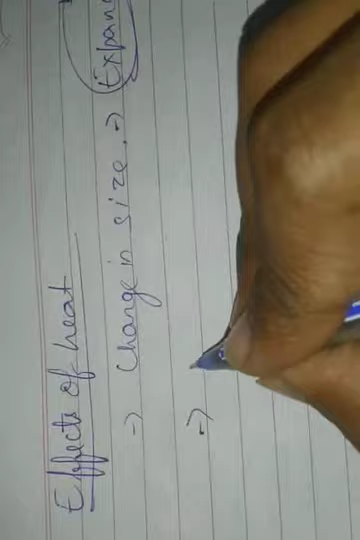 Effects of heat
→ Change in size. → Expan
→